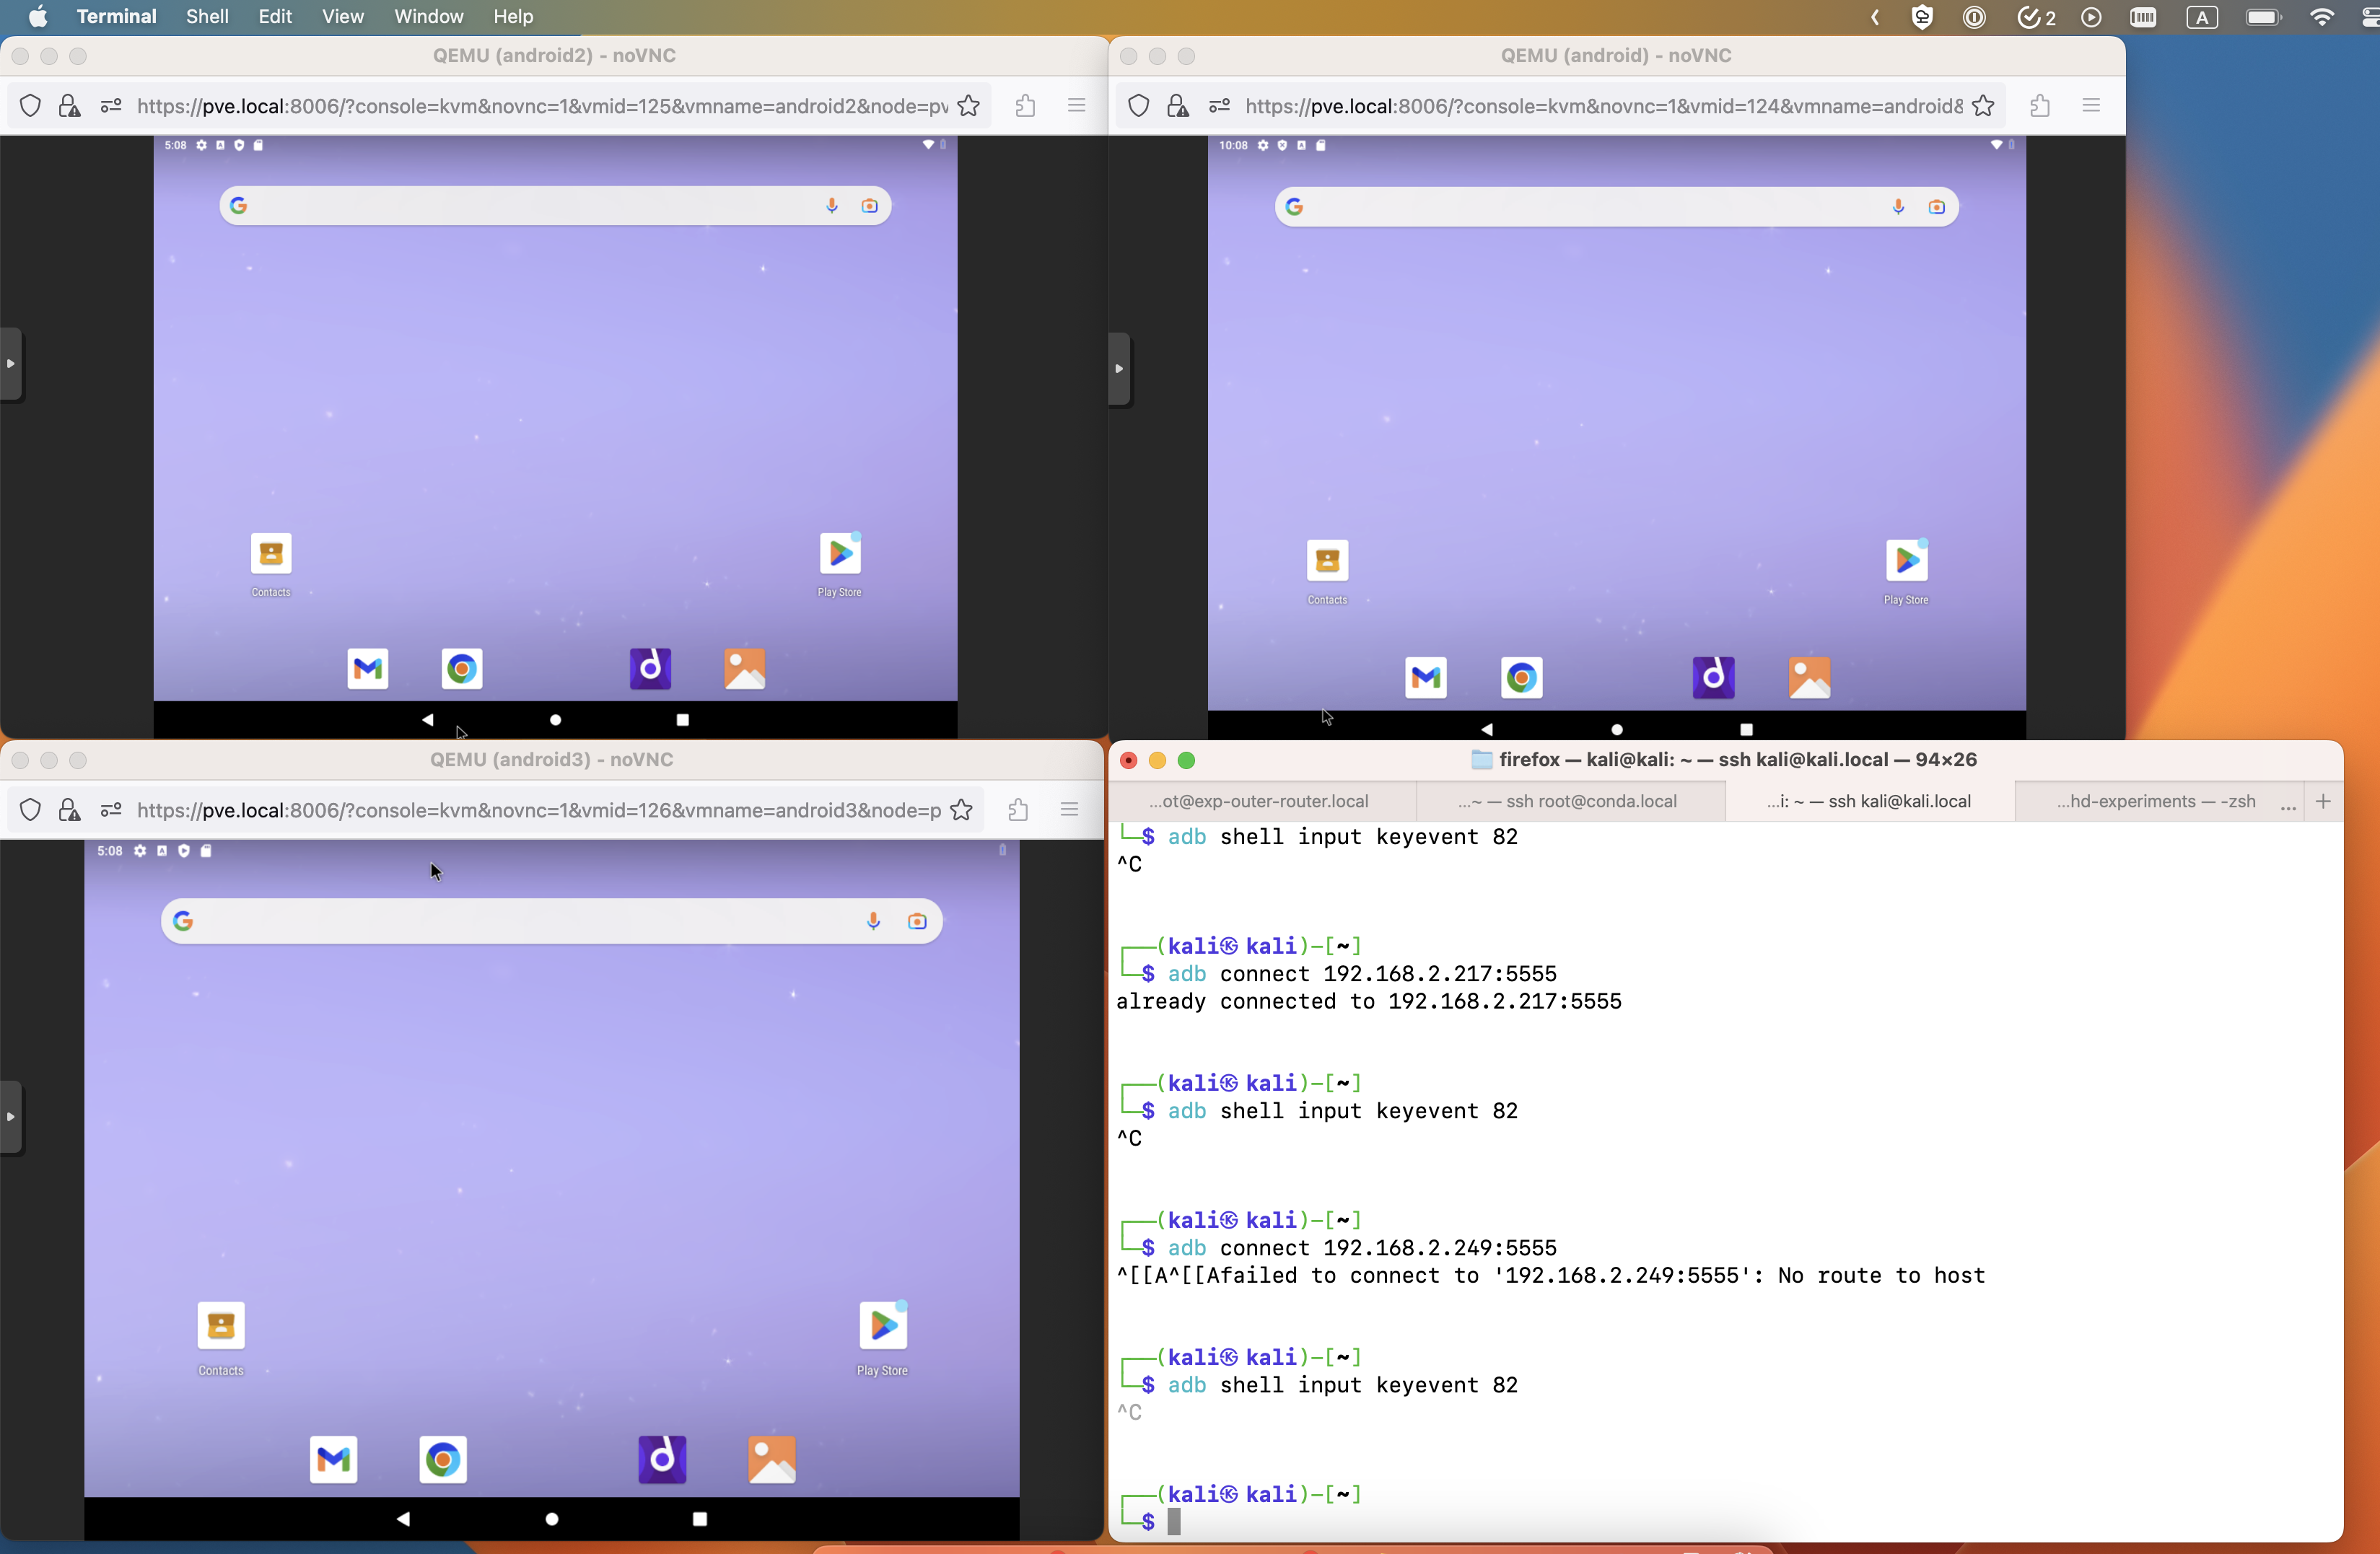 Terminal Shell Edit View Window Help
2
A
QEMU (android2) - noVNC
https://pve.local:8006/?console=kvm&novnc=1&vmid=125&vmname=android2&node=pv
5:08
Contacts
Play Store
QEMU (android) - noVNC
https://pve.local:8006/?console=kvm&novnc=1&vmid=124&vmname=android&
10:08
Contacts
Play Store
QEMU (android3) - noVNC
https://pve.local:8006/?console=kvm&novnc=1&vmid=126&vmname=android3&node=p
5:08
Contacts
Play Store
firefox — kali@kali: ~ — ssh kali@kali.local — 94×26
...ot@exp-outer-router.local
...~ — ssh root@conda.local
...i: ~ — ssh kali@kali.local
...hd-experiments — -zsh ...
└─$ adb shell input keyevent 82
^C
┌──(kali㉿kali)-[~]
└─$ adb connect 192.168.2.217:5555
already connected to 192.168.2.217:5555
┌──(kali㉿kali)-[~]
└─$ adb shell input keyevent 82
^C
┌──(kali㉿kali)-[~]
└─$ adb connect 192.168.2.249:5555
^[[A^[[Afailed to connect to '192.168.2.249:5555': No route to host
┌──(kali㉿kali)-[~]
└─$ adb shell input keyevent 82
^C
┌──(kali㉿kali)-[~]
└─$